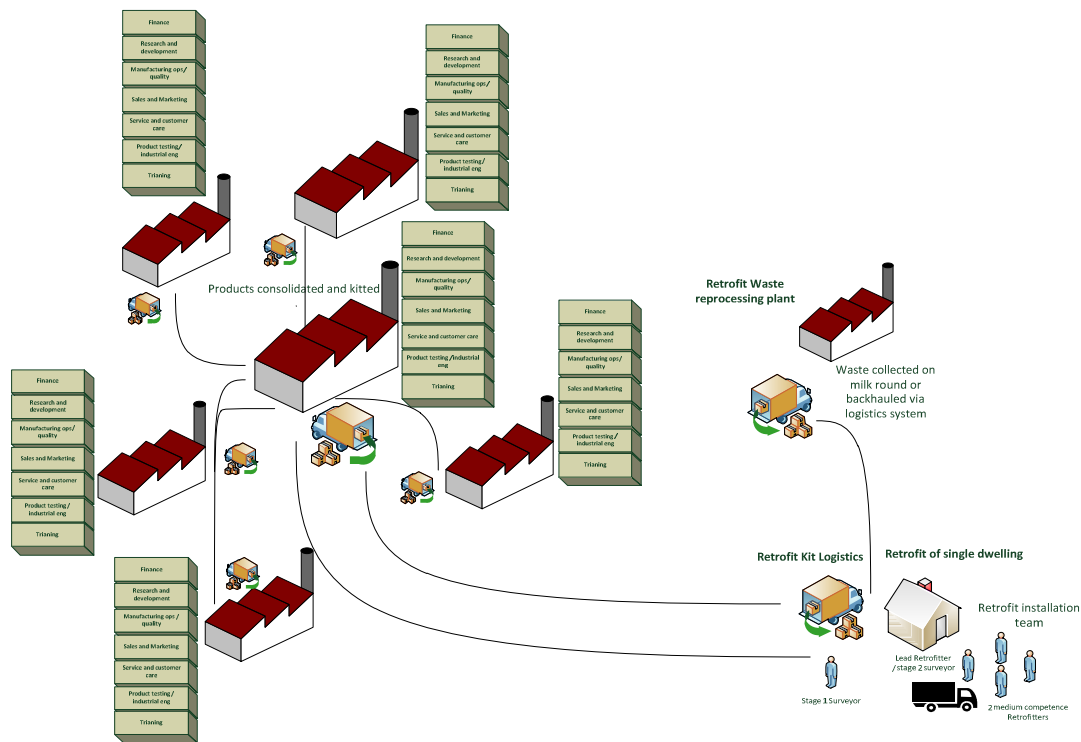 Finance
Research and
development
Manufacturing ops/
quality
Sales and Marketing
Service and customer
care
Product testing/
industrial eng
Trianing
Finance
Research and
development
Manufacturing ops/
quality
Sales and Marketing
Service and customer
care
Product testing/
industrial eng
Trianing
Products consolidated and kitted
.
Finance
Research and development
Manufacturing ops/
quality
Sales and Marketing
Service and customer care
Product testing /industrial
eng
Trianing
Retrofit Waste
reprocessing plant
Waste collected on
milk round or
backhauled via
logistics system
Finance
Research and
development
Manufacturing ops/
quality
Sales and Marketing
Service and customer
care
Product testing /
industrial eng
Trianing
Finance
Research and
development
Manufacturing ops/
quality
Sales and Marketing
Service and customer
care
Product testing /
industrial eng
Trianing
Finance
Research and
development
Manufacturing ops /
quality
Sales and Marketing
Service and customer
care
Product testing/
industrial eng
Trianing
Retrofit Kit Logistics
Retrofit of single dwelling
Retrofit installation
team
Lead Retrofitter
/ stage 2 surveyor
Stage 1 Surveyor
2 medium competence
Retrofitters